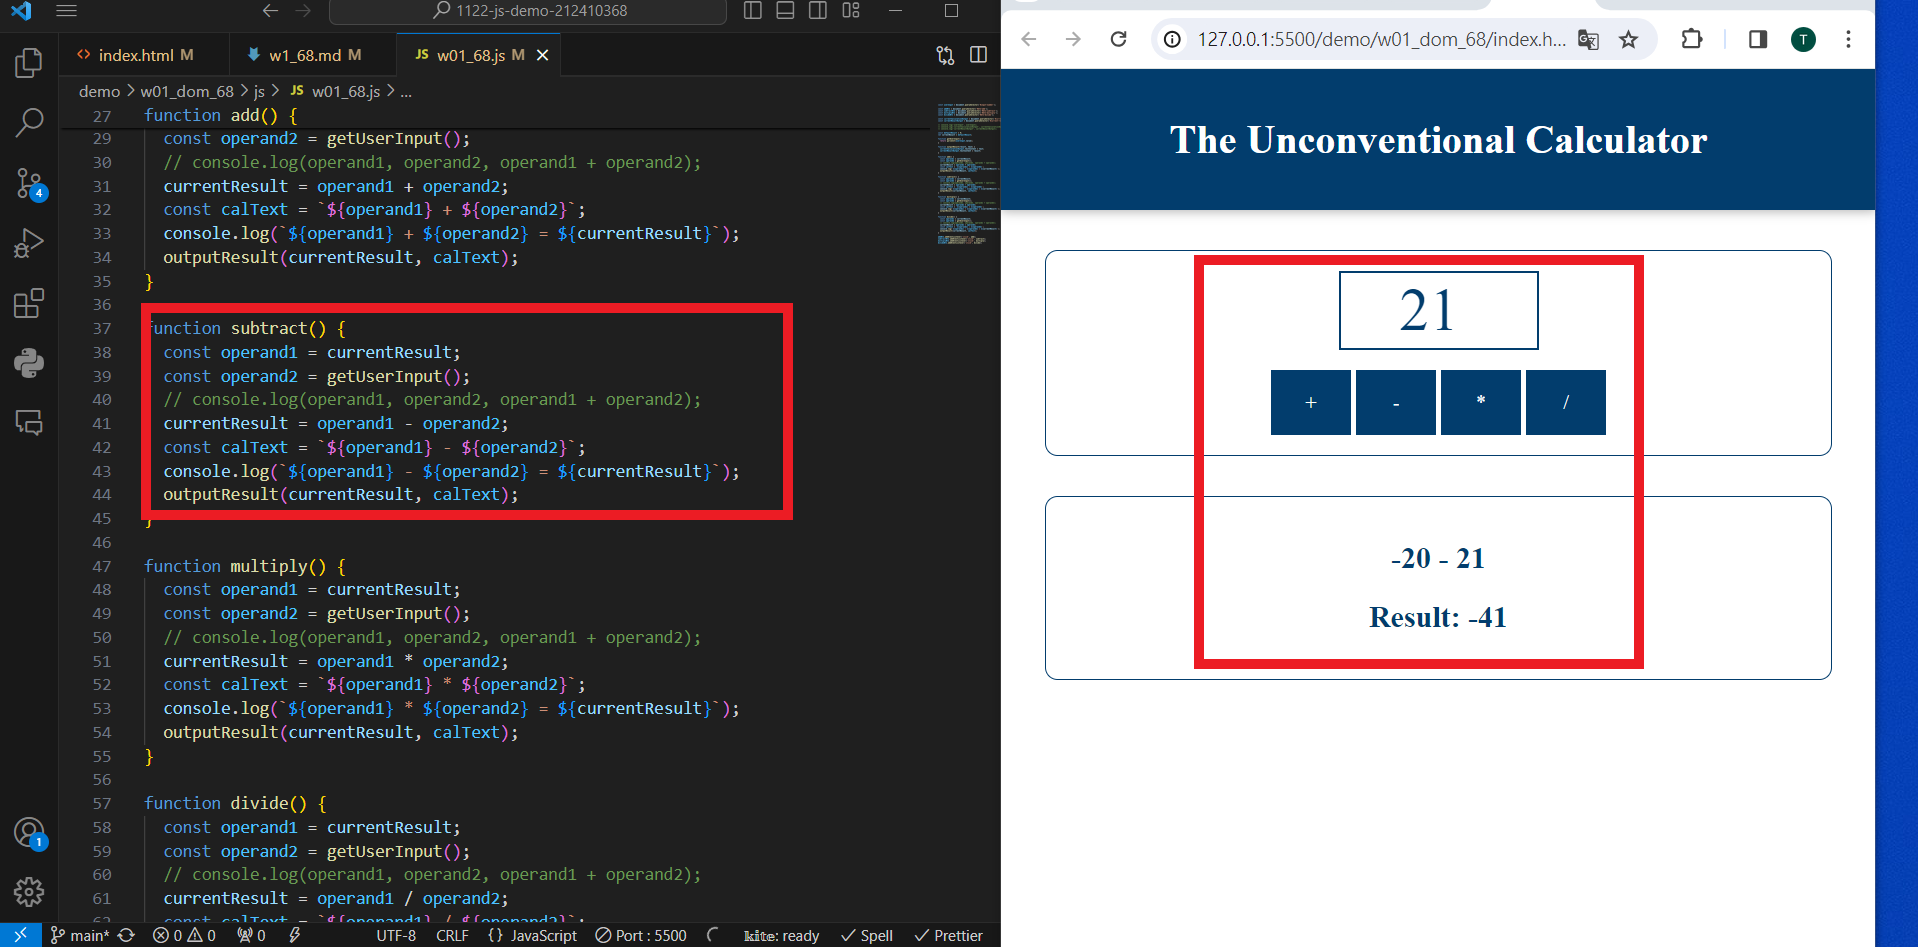 1122-js-demo-212410368
<> index.html M
w1_68.md M
JS w01_68.js M
demo > w01_dom_68 > js > JS w01_68.js > ...
27 function add() {
29 const operand2 = getUserInput();
30 // console.log(operand1, operand2, operand1 + operand2);
31 currentResult = operand1 + operand2;
32 const calText = `${operand1} + ${operand2}`;
33 console.log(`${operand1} + ${operand2} = ${currentResult}`);
34 outputResult(currentResult, calText);
35 }
36
37 function subtract() {
38 const operand1 = currentResult;
39 const operand2 = getUserInput();
40 // console.log(operand1, operand2, operand1 + operand2);
41 currentResult = operand1 - operand2;
42 const calText = `${operand1} - ${operand2}`;
43 console.log(`${operand1} - ${operand2} = ${currentResult}`);
44 outputResult(currentResult, calText);
45 }
46
47 function multiply() {
48 const operand1 = currentResult;
49 const operand2 = getUserInput();
50 // console.log(operand1, operand2, operand1 + operand2);
51 currentResult = operand1 * operand2;
52 const calText = `${operand1} * ${operand2}`;
53 console.log(`${operand1} * ${operand2} = ${currentResult}`);
54 outputResult(currentResult, calText);
55 }
56
57 function divide() {
58 const operand1 = currentResult;
59 const operand2 = getUserInput();
60 // console.log(operand1, operand2, operand1 + operand2);
61 currentResult = operand1 / operand2;
62 const calText = `${operand1} / ${operand2}`;
4
1
main* 0 0 0 UTF-8 CRLF {} JavaScript Port : 5500 kite: ready Spell Prettier
127.0.0.1:5500/demo/w01_dom_68/index.h...
T
The Unconventional Calculator
21
+ - * /
-20 - 21
Result: -41